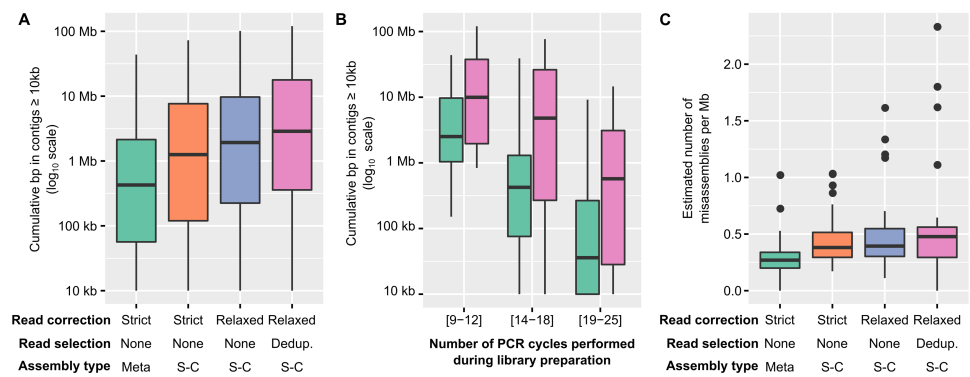 A
Cumulative bp in contigs ≥ 10kb
(log10 scale)
100 Mb
10 Mb
1 Mb
100 kb
10 kb
Read correction Strict Strict Relaxed Relaxed
Read selection None None None Dedup.
Assembly type Meta S-C S-C S-C
B
Cumulative bp in contigs ≥ 10kb
(log10 scale)
100 Mb
10 Mb
1 Mb
100 kb
10 kb
[9−12] [14−18] [19−25]
Number of PCR cycles performed
during library preparation
C
Estimated number of
misassemblies per Mb
2.0
1.5
1.0
0.5
0.0
Read correction Strict Strict Relaxed Relaxed
Read selection None None None Dedup.
Assembly type Meta S-C S-C S-C